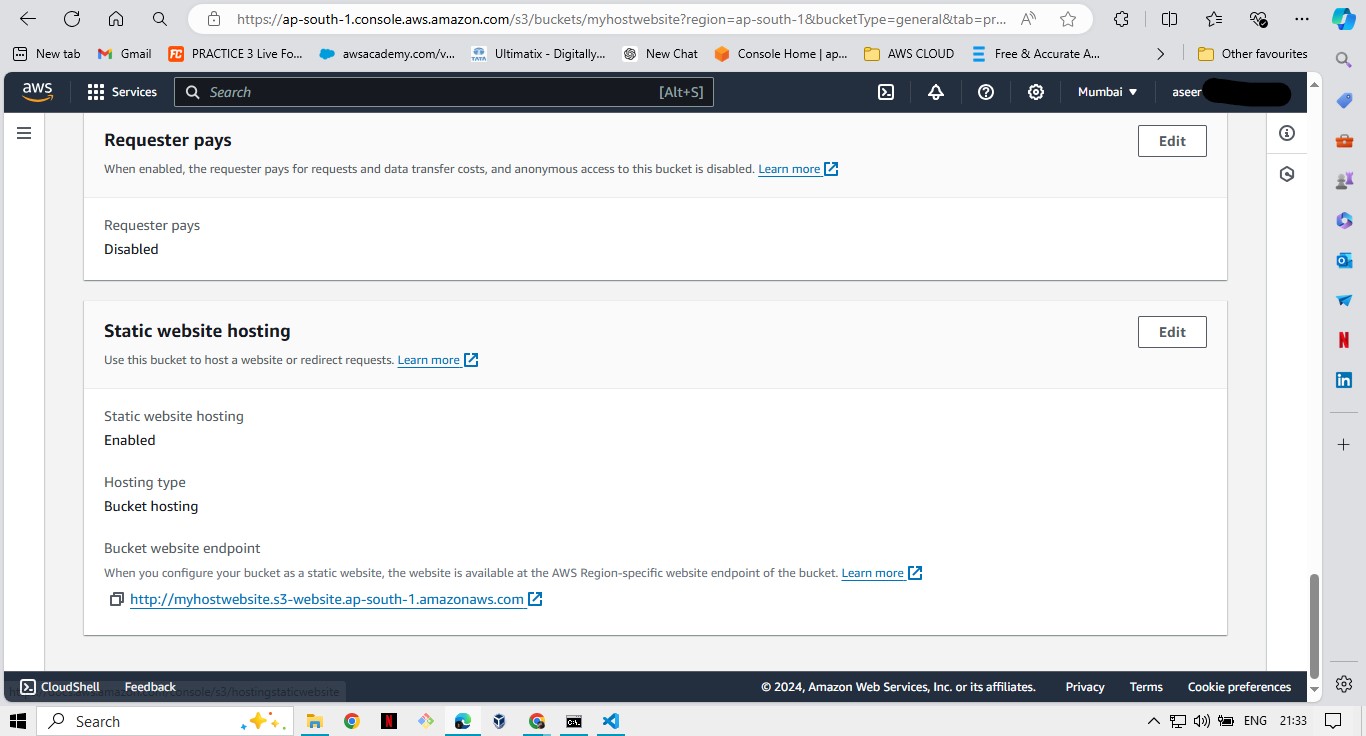 https://ap-south-1.console.aws.amazon.com/s3/buckets/myhostwebsite?region=ap-south-1&bucketType=general&tab=pr...
New tab Gmail PRACTICE 3 Live Fo... awsacademy.com/v... Ultimatix - Digitally... New Chat Console Home | ap... AWS CLOUD Free & Accurate A... Other favourites
aws Services Search [Alt+S] Mumbai aseer
Requester pays Edit
When enabled, the requester pays for requests and data transfer costs, and anonymous access to this bucket is disabled. Learn more
Requester pays
Disabled
Static website hosting Edit
Use this bucket to host a website or redirect requests. Learn more
Static website hosting
Enabled
Hosting type
Bucket hosting
Bucket website endpoint
When you configure your bucket as a static website, the website is available at the AWS Region-specific website endpoint of the bucket. Learn more
http://myhostwebsite.s3-website.ap-south-1.amazonaws.com
CloudShell Feedback © 2024, Amazon Web Services, Inc. or its affiliates. Privacy Terms Cookie preferences
Search ENG 21:33